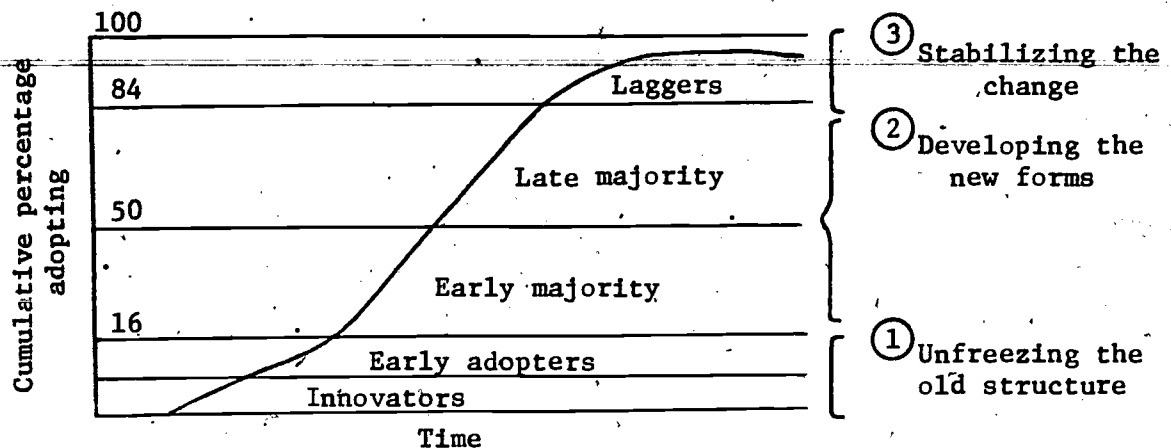 100
③ Stabilizing the
change
84
Laggers
② Developing the
new forms
Late majority
50
Early majority
16
① Unfreezing the
old structure
Early adopters
Innovators
Time
Cumulative percentage
adopting